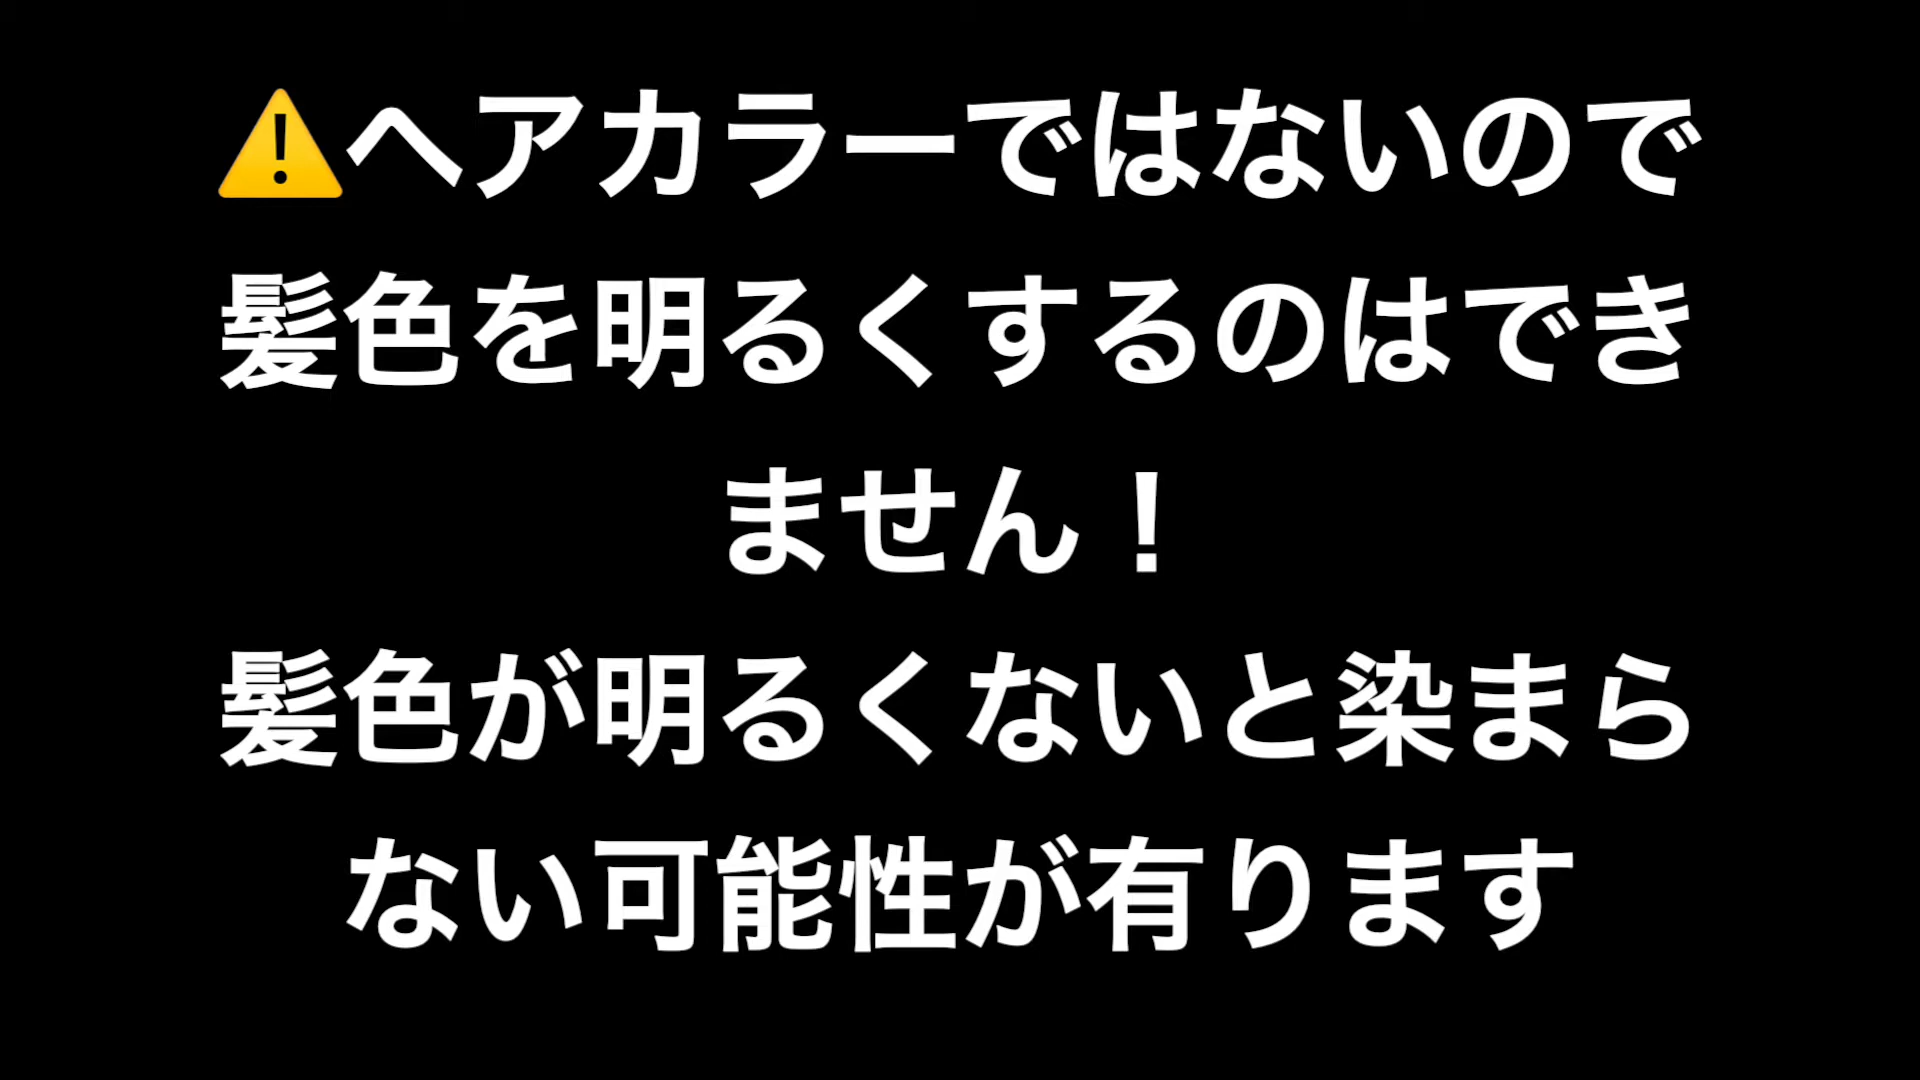 ⚠️ヘアカラーではないので
髪色を明るくするのはでき
ません！
髪色が明るくないと染まら
ない可能性が有ります